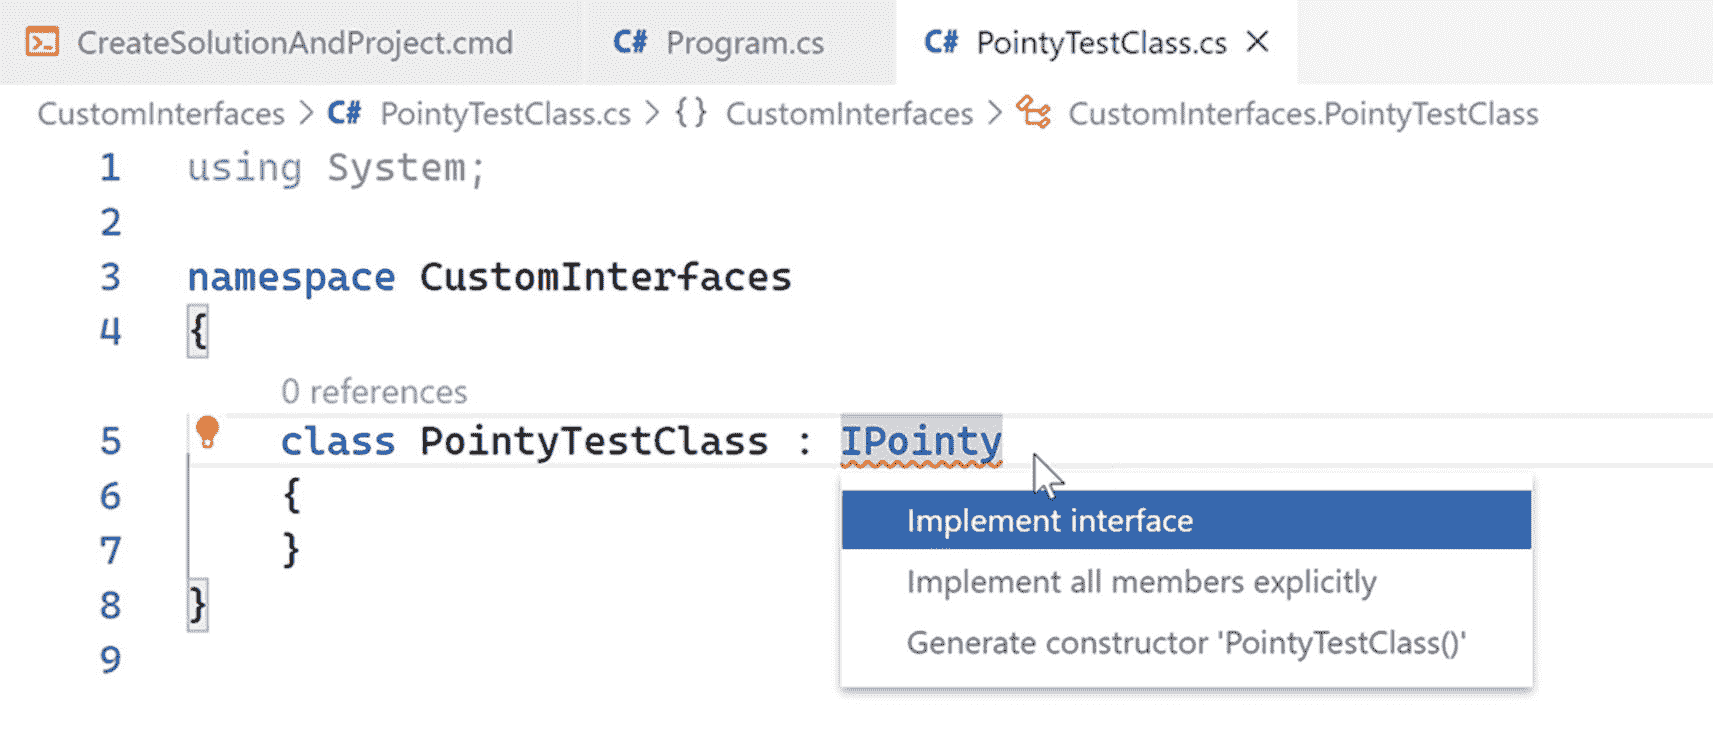 CreateSolutionAndProject.cmd C# Program.cs C# PointyTestClass.cs
CustomInterfaces > C# PointyTestClass.cs > {} CustomInterfaces > CustomInterfaces.PointyTestClass
1 using System;
2
3 namespace CustomInterfaces
4 {
0 references
5 class PointyTestClass : IPointy
6 {
Implement interface
7 }
Implement all members explicitly
8 }
Generate constructor 'PointyTestClass()'
9